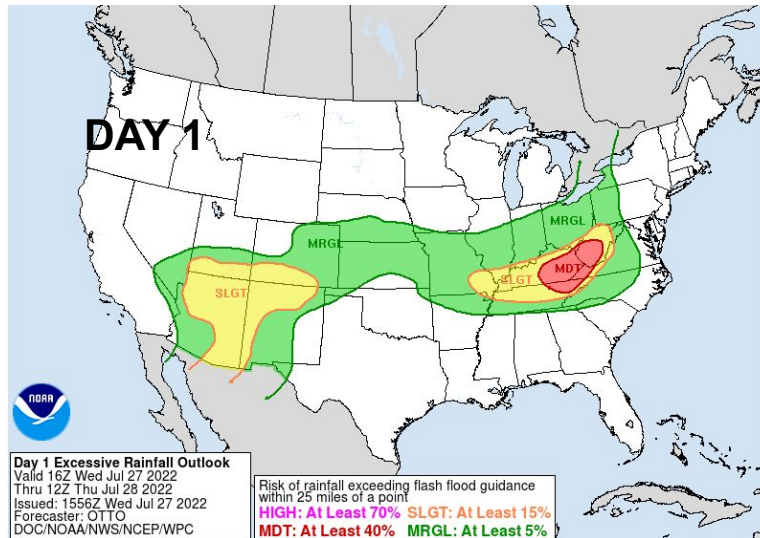 DAY 1
MRGL
MRGL
MDT
SLGT
SLGT
NOAA
Day 1 Excessive Rainfall Outlook
Valid 16Z Wed Jul 27 2022
Thru 12Z Thu Jul 28 2022
Issued: 1556Z Wed Jul 27 2022
Forecaster: OTTO
DOC/NOAA/NWS/NCEP/WPC
Risk of rainfall exceeding flash flood guidance
within 25 miles of a point
HIGH: At Least 70% SLGT: At Least 15%
MDT: At Least 40% MRGL: At Least 5%